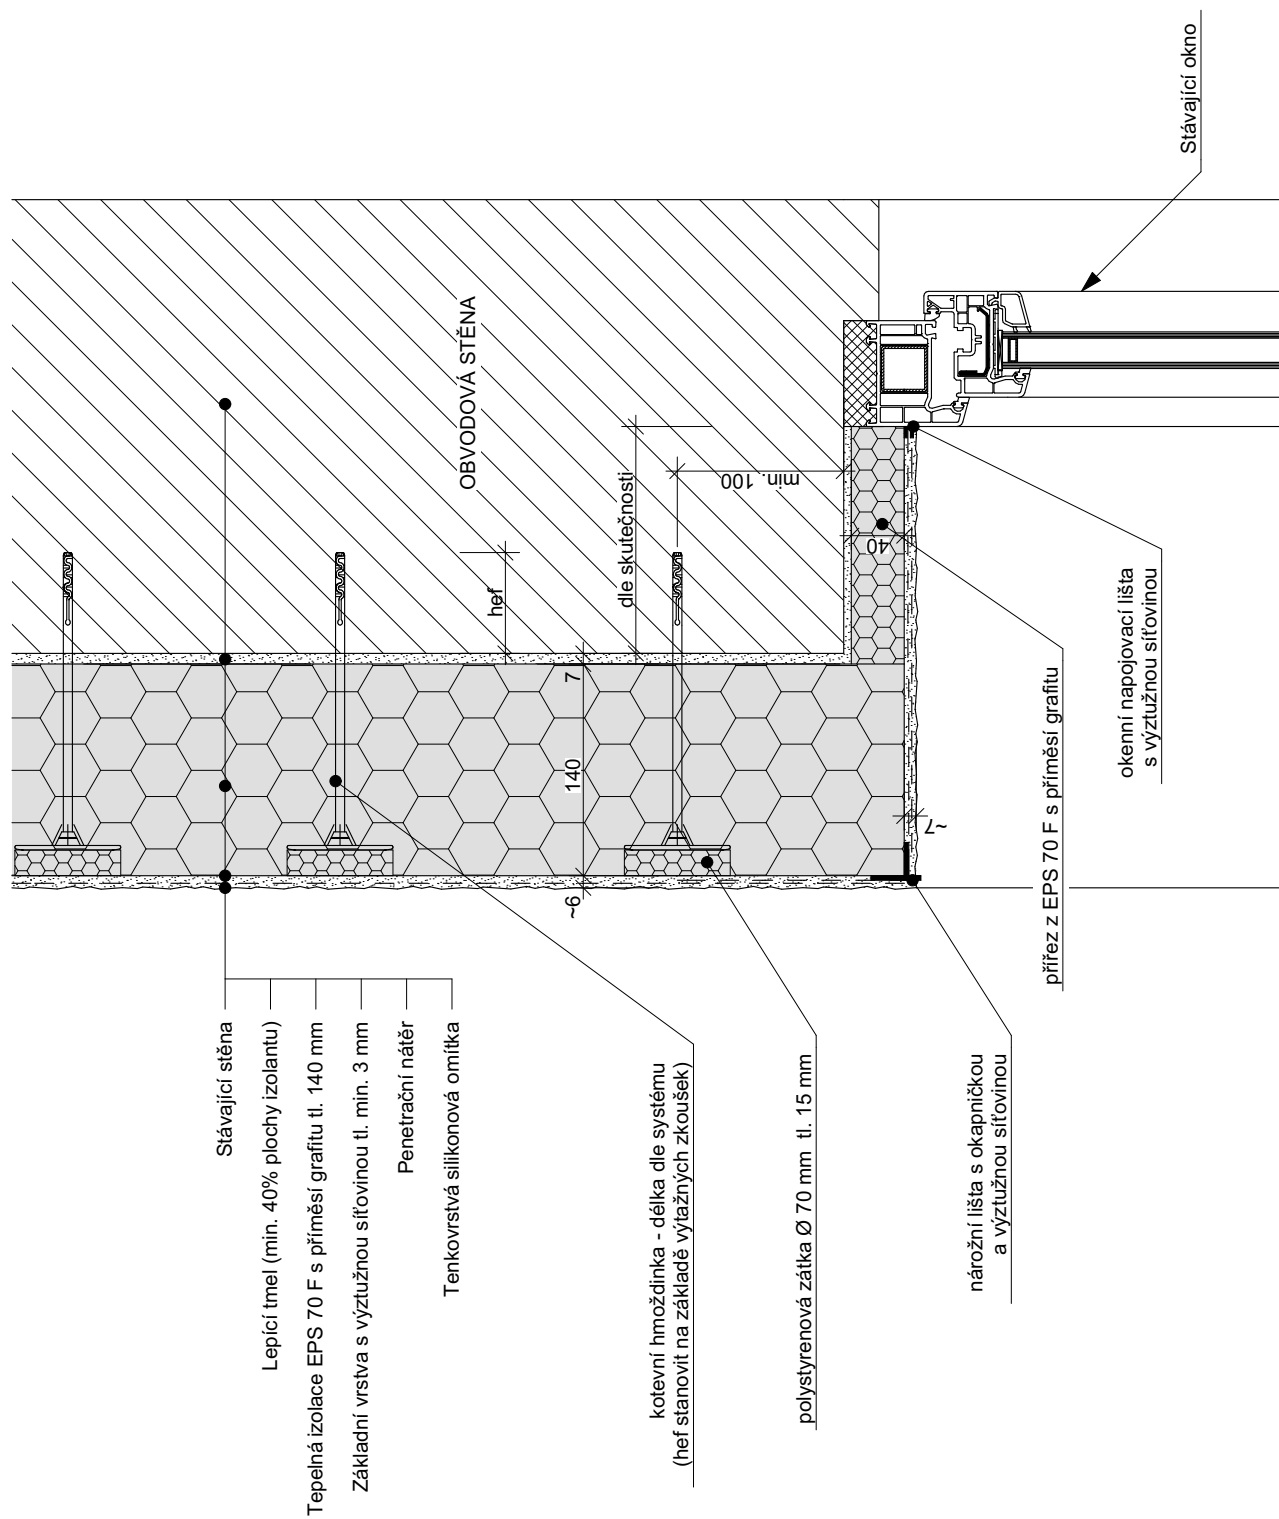 Stávající okno
OBVODOVÁ STĚNA
dle skutečnosti
min. 100
hef
40
7
140
~6
~7
Stávající stěna
Lepící tmel (min. 40% plochy izolantu)
Tepelná izolace EPS 70 F s příměsí grafitu tl. 140 mm
Základní vrstva s výztužnou síťovinou tl. min. 3 mm
Penetrační nátěr
Tenkovrstvá silikonová omítka
kotevní hmoždinka - délka dle systému
(hef stanovit na základě výtažných zkoušek)
polystyrenová zátka Ø 70 mm tl. 15 mm
nárožní lišta s okapničkou
a výztužnou síťovinou
přířez z EPS 70 F s příměsí grafitu
okenní napojovací lišta
s výztužnou síťovinou